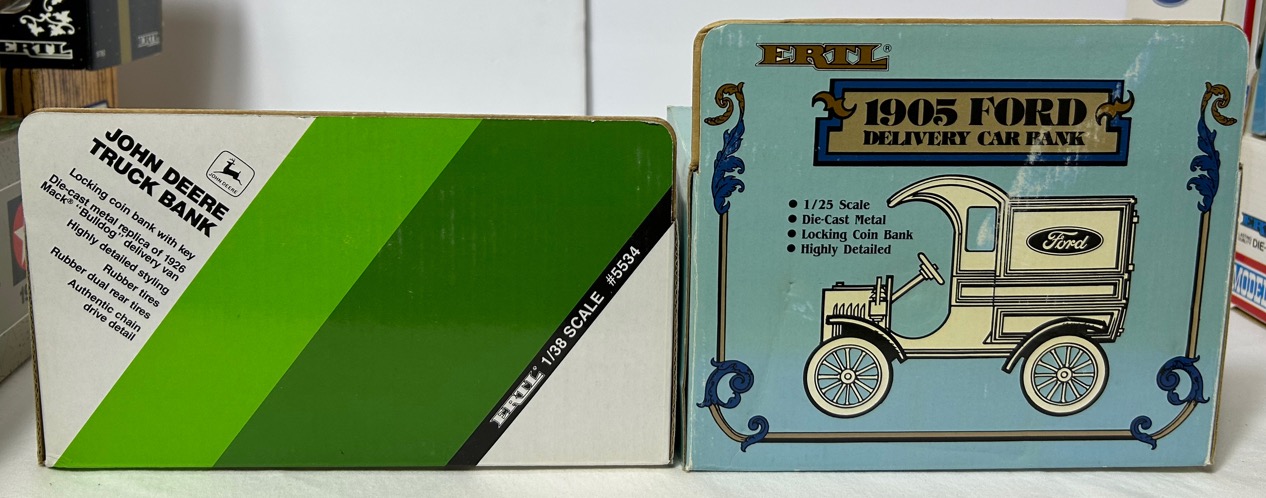 ERTL
JOHN DEERE
TRUCK BANK
JOHN DEERE
Locking coin bank with key
Die-cast metal replica of 1926
Mack® "Bulldog" delivery van
Highly detailed styling
Rubber tires
Rubber dual rear tires
Authentic chain
drive detail
ERTL® 1/38 SCALE #5534
ERTL®
1905 FORD
DELIVERY CAR BANK
● 1/25 Scale
● Die-Cast Metal
● Locking Coin Bank
● Highly Detailed
Ford